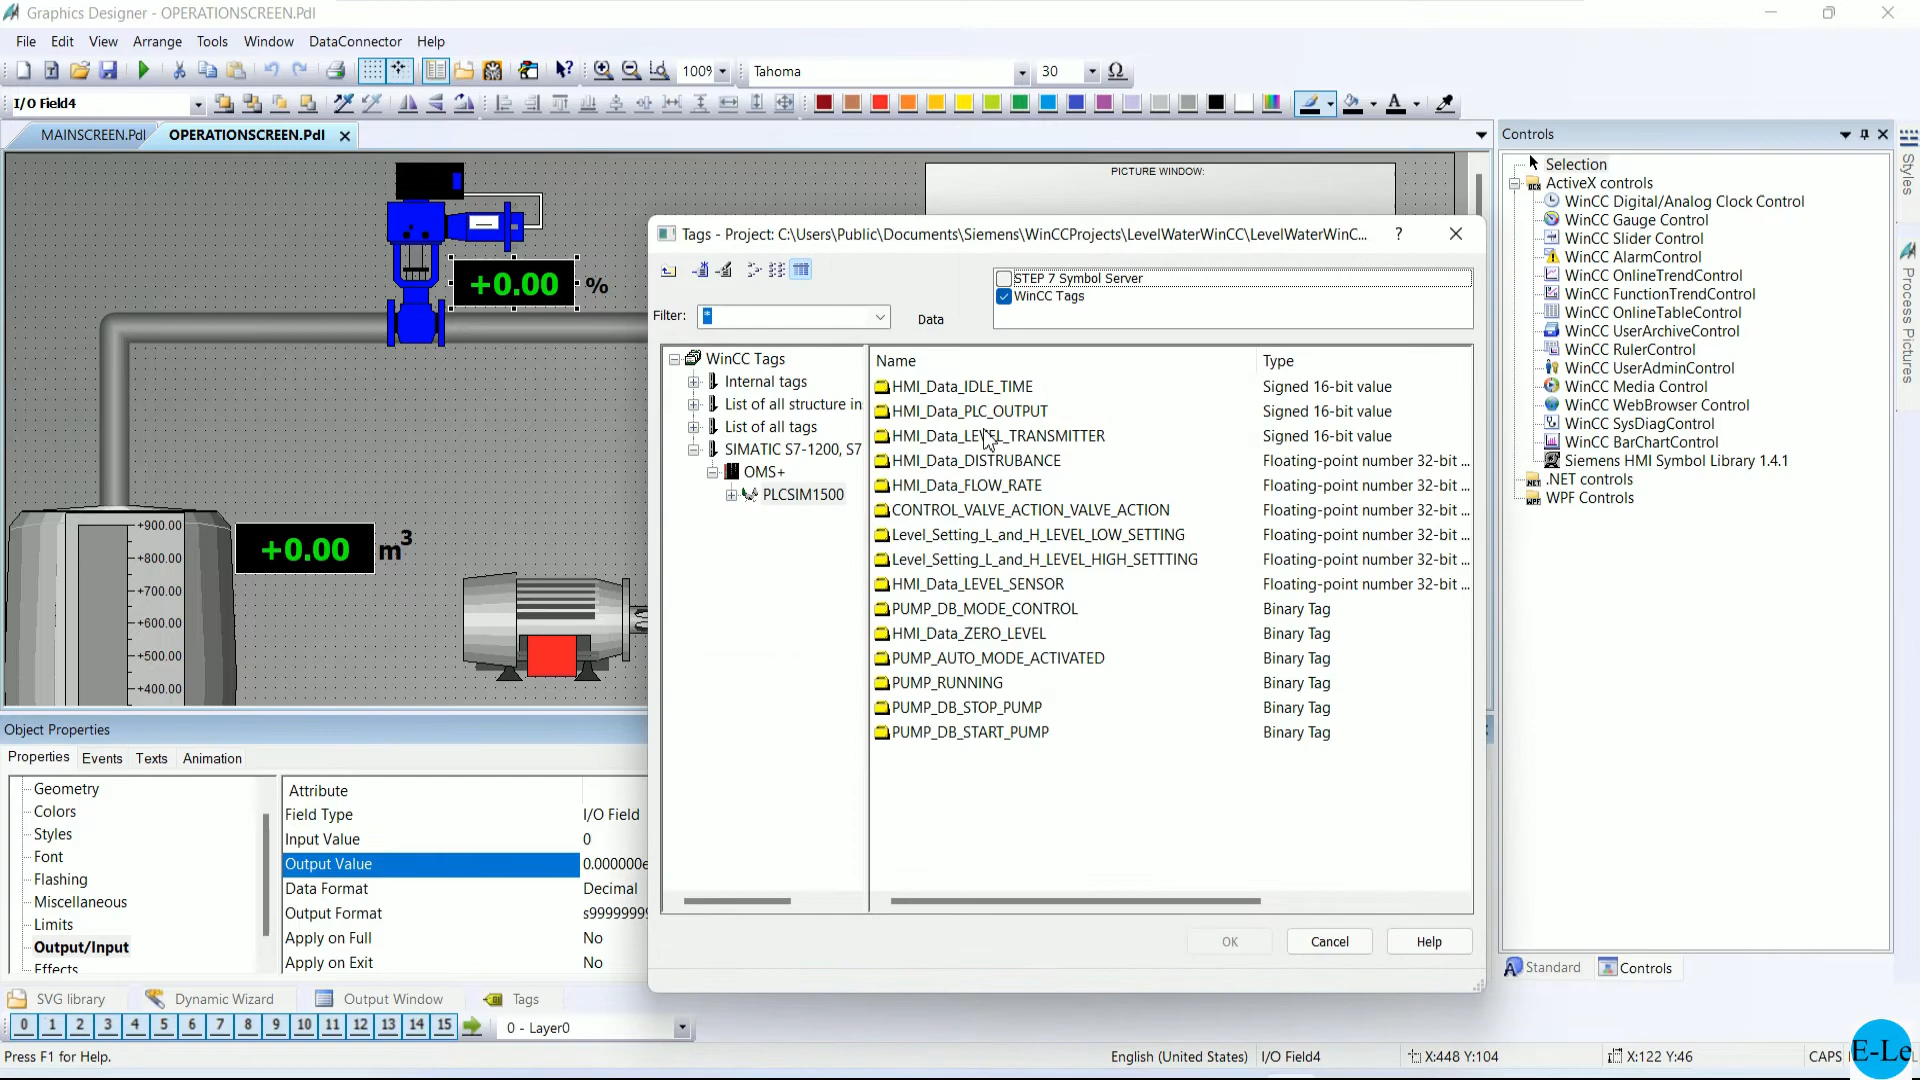 Graphics Designer - OPERATIONSCREEN.Pdl
File Edit View Arrange Tools Window DataConnector Help
100% Tahoma 30 Ω
I/O Field4
MAINSCREEN.Pdl OPERATIONSCREEN.Pdl
PICTURE WINDOW:
+0.00 %
+900.00
+800.00
+700.00
+600.00
+500.00
+400.00
+0.00 m³
Tags - Project: C:\Users\Public\Documents\Siemens\WinCCProjects\LevelWaterWinCC\LevelWaterWinC...
STEP 7 Symbol Server
WinCC Tags
Filter: * Data
WinCC Tags
Internal tags
List of all structure in
List of all tags
SIMATIC S7-1200, S7
OMS+
PLCSIM1500
Name Type
HMI_Data_IDLE_TIME Signed 16-bit value
HMI_Data_PLC_OUTPUT Signed 16-bit value
HMI_Data_LEVEL_TRANSMITTER Signed 16-bit value
HMI_Data_DISTRUBANCE Floating-point number 32-bit ...
HMI_Data_FLOW_RATE Floating-point number 32-bit ...
CONTROL_VALVE_ACTION_VALVE_ACTION Floating-point number 32-bit ...
Level_Setting_L_and_H_LEVEL_LOW_SETTING Floating-point number 32-bit ...
Level_Setting_L_and_H_LEVEL_HIGH_SETTTING Floating-point number 32-bit ...
HMI_Data_LEVEL_SENSOR Floating-point number 32-bit ...
PUMP_DB_MODE_CONTROL Binary Tag
HMI_Data_ZERO_LEVEL Binary Tag
PUMP_AUTO_MODE_ACTIVATED Binary Tag
PUMP_RUNNING Binary Tag
PUMP_DB_STOP_PUMP Binary Tag
PUMP_DB_START_PUMP Binary Tag
OK Cancel Help
Controls
Selection
ActiveX controls
WinCC Digital/Analog Clock Control
WinCC Gauge Control
WinCC Slider Control
WinCC AlarmControl
WinCC OnlineTrendControl
WinCC FunctionTrendControl
WinCC OnlineTableControl
WinCC UserArchiveControl
WinCC RulerControl
WinCC UserAdminControl
WinCC Media Control
WinCC WebBrowser Control
WinCC SysDiagControl
WinCC BarChartControl
Siemens HMI Symbol Library 1.4.1
.NET controls
WPF Controls
Standard Controls
Styles
Process Pictures
Object Properties
Properties Events Texts Animation
Geometry
Colors
Styles
Font
Flashing
Miscellaneous
Limits
Output/Input
Effects
Attribute
Field Type I/O Field
Input Value 0
Output Value 0.000000e
Data Format Decimal
Output Format s99999999
Apply on Full No
Apply on Exit No
SVG library Dynamic Wizard Output Window Tags
0 1 2 3 4 5 6 7 8 9 10 11 12 13 14 15 0 - Layer0
Press F1 for Help. English (United States) I/O Field4 X:448 Y:104 X:122 Y:46 CAPS
E-Le